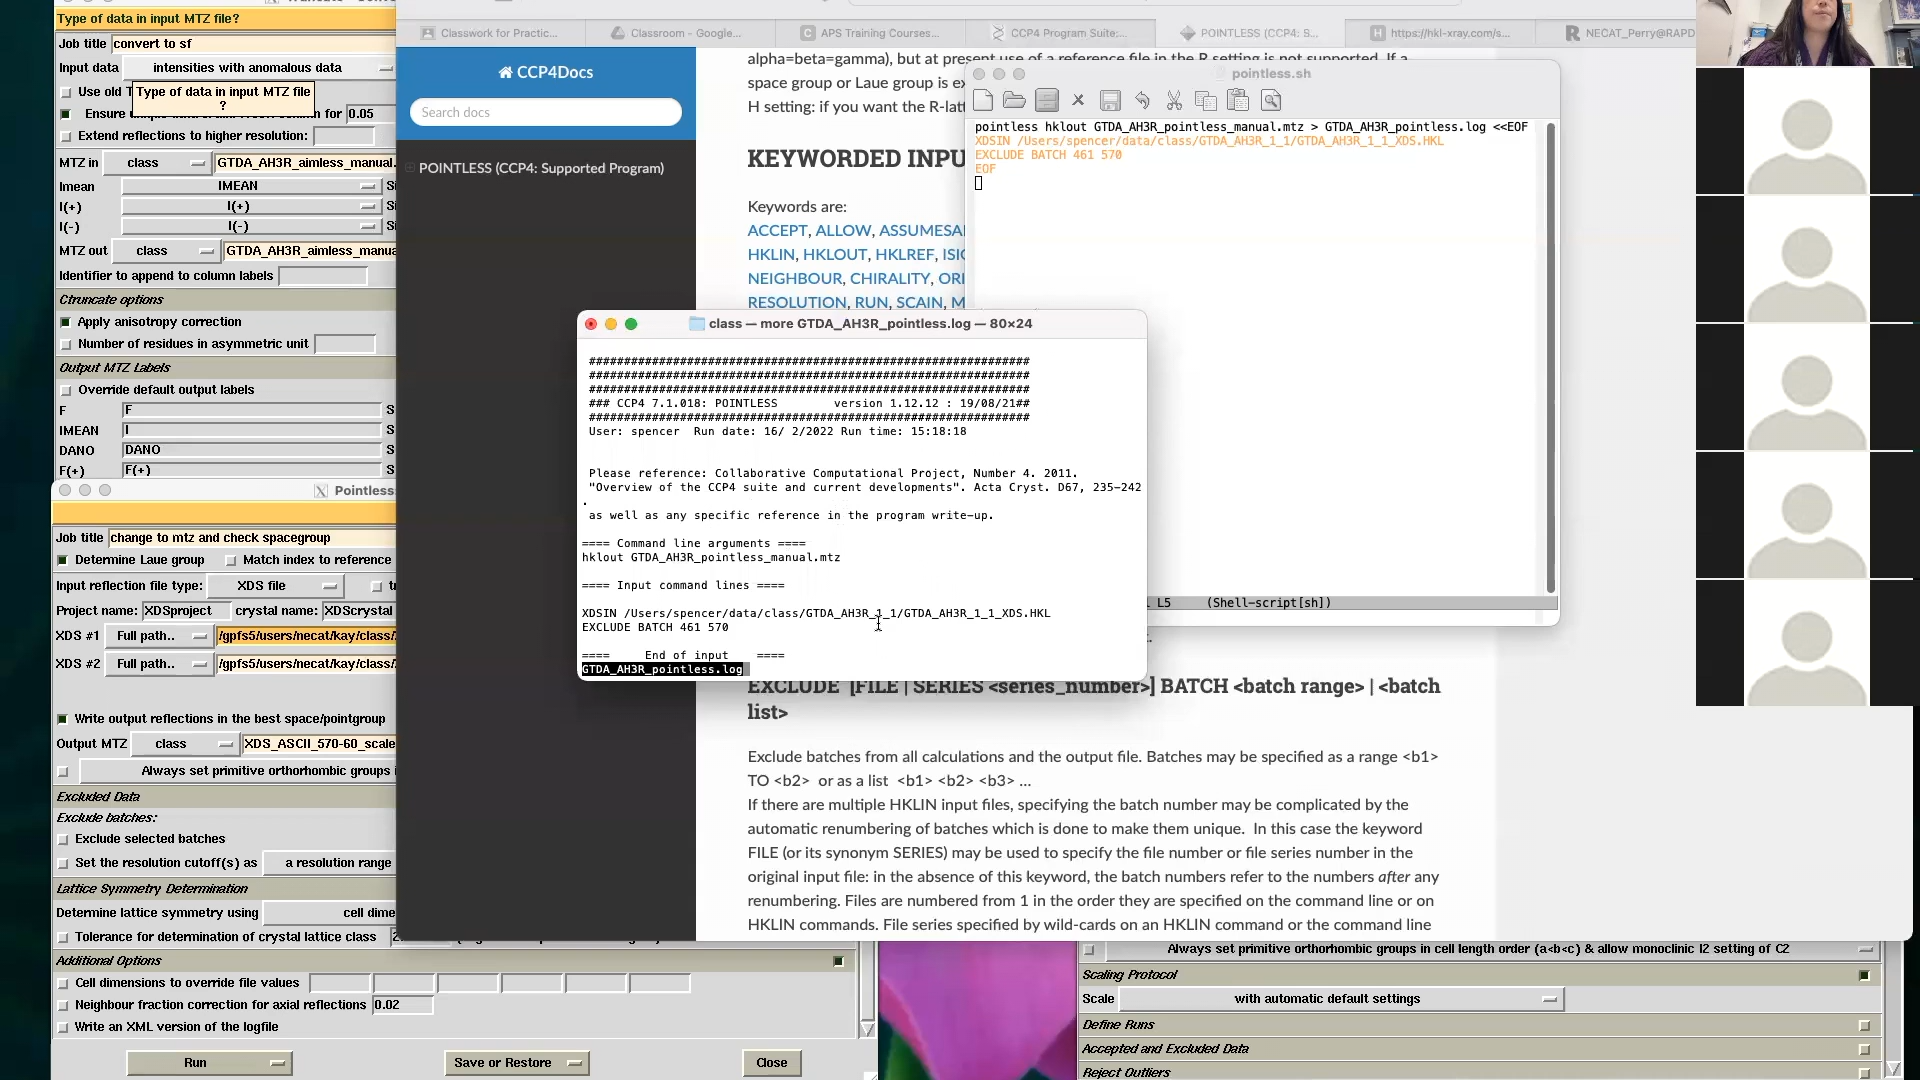 Type of data in input MTZ file?
Job title convert to sf
Input data intensities with anomalous data
Use old T
Type of data in input MTZ file
?
for 0.05
Extend reflections to higher resolution:
MTZ in class GTDA_AH3R_aimless_manual.
Imean IMEAN Si
I(+) I(+) Si
I(-) I(-) Si
MTZ out class GTDA_AH3R_aimless_manua
Identifier to append to column labels
Ctruncate options
Apply anisotropy correction
Number of residues in asymmetric unit
Output MTZ Labels
Override default output labels
F F S
IMEAN I S
DANO DANO S
F(+) F(+) S
Pointless:
Job title change to mtz and check spacegroup
Determine Laue group Match index to reference
Input reflection file type: XDS file
Project name: XDSproject crystal name: XDScrystal
XDS #1 Full path.. /gpfs5/users/necat/kay/class/
XDS #2 Full path.. /gpfs5/users/necat/kay/class/
Write output reflections in the best space/pointgroup
Output MTZ class XDS_ASCII_570-60_scale
Always set primitive orthorhombic groups i
Excluded Data
Exclude batches:
Exclude selected batches
Set the resolution cutoff(s) as a resolution range
Lattice Symmetry Determination
Determine lattice symmetry using cell dime
Tolerance for determination of crystal lattice class
Additional Options
Cell dimensions to override file values
Neighbour fraction correction for axial reflections 0.02
Write an XML version of the logfile
Run Save or Restore Close
Classwork for Practic...
Classroom - Google...
APS Training Courses...
CCP4 Program Suite:...
POINTLESS (CCP4: S...
https://hkl-xray.com/s...
NECAT_Perry@RAPD
CCP4Docs
Search docs
POINTLESS (CCP4: Supported Program)
alpha=beta=gamma), but at present use of a reference file in the R setting is not supported. If a
space group or Laue group is ex
H setting: if you want the R-latt
KEYWORDED INPU
Keywords are:
ACCEPT, ALLOW, ASSUMESA
HKLIN, HKLOUT, HKLREF, ISIG
NEIGHBOUR, CHIRALITY, ORI
RESOLUTION, RUN, SCAIN, M
pointless.sh
pointless hklout GTDA_AH3R_pointless_manual.mtz > GTDA_AH3R_pointless.log <<EOF
XDSIN /Users/spencer/data/class/GTDA_AH3R_1_1/GTDA_AH3R_1_1_XDS.HKL
EXCLUDE BATCH 461 570
EOF
L5 (Shell-script[sh])
class — more GTDA_AH3R_pointless.log — 80×24
###############################################################
###############################################################
###############################################################
### CCP4 7.1.018: POINTLESS version 1.12.12 : 19/08/21##
###############################################################
User: spencer Run date: 16/ 2/2022 Run time: 15:18:18
Please reference: Collaborative Computational Project, Number 4. 2011.
"Overview of the CCP4 suite and current developments". Acta Cryst. D67, 235-242
.
as well as any specific reference in the program write-up.
==== Command line arguments ====
hklout GTDA_AH3R_pointless_manual.mtz
==== Input command lines ====
XDSIN /Users/spencer/data/class/GTDA_AH3R_1_1/GTDA_AH3R_1_1_XDS.HKL
EXCLUDE BATCH 461 570
==== End of input ====
GTDA_AH3R_pointless.log
EXCLUDE [FILE | SERIES <series_number>] BATCH <batch range> | <batch
list>
Exclude batches from all calculations and the output file. Batches may be specified as a range <b1>
TO <b2> or as a list <b1> <b2> <b3> ...
If there are multiple HKLIN input files, specifying the batch number may be complicated by the
automatic renumbering of batches which is done to make them unique. In this case the keyword
FILE (or its synonym SERIES) may be used to specify the file number or file series number in the
original input file: in the absence of this keyword, the batch numbers refer to the numbers after any
renumbering. Files are numbered from 1 in the order they are specified on the command line or on
HKLIN commands. File series specified by wild-cards on an HKLIN command or the command line
Always set primitive orthorhombic groups in cell length order (a<b<c) & allow monoclinic I2 setting of C2
Scaling Protocol
Scale with automatic default settings
Define Runs
Accepted and Excluded Data
Reject Outliers